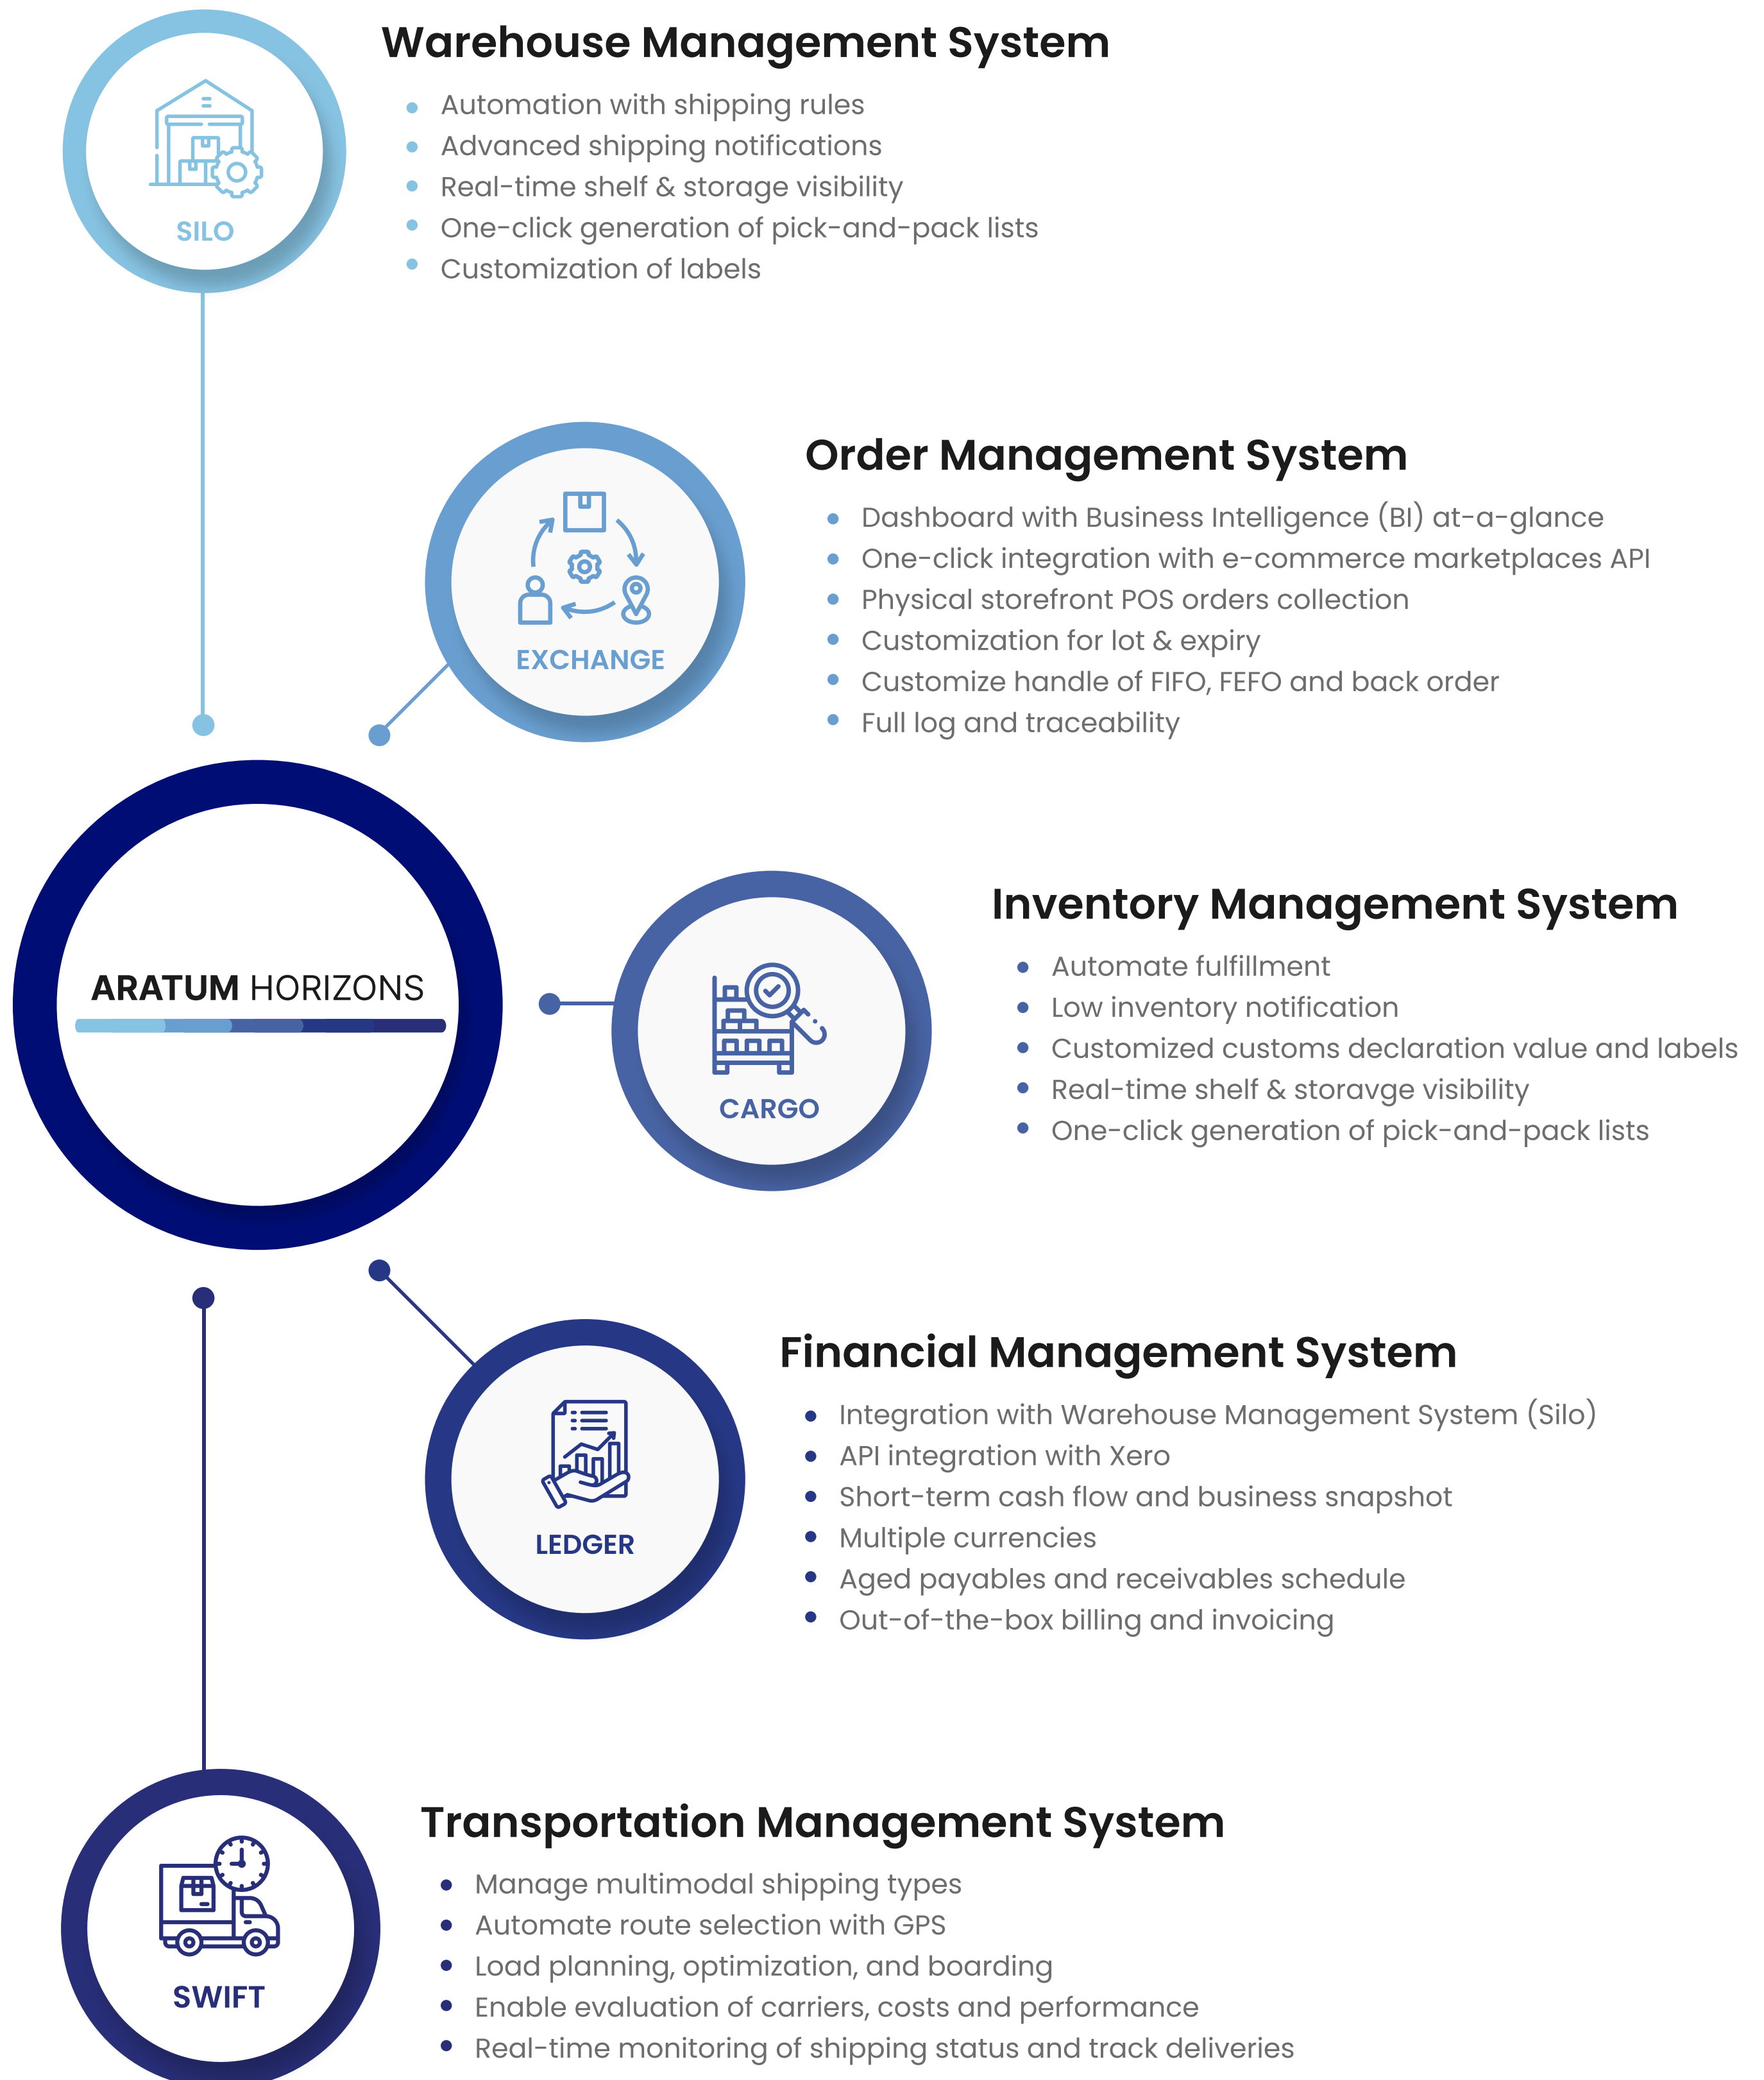 Warehouse Management System
Automation with shipping rules
Advanced shipping notifications
Real-time shelf & storage visibility
One-click generation of pick-and-pack lists
Customization of labels
SILO
Order Management System
Dashboard with Business Intelligence (BI) at-a-glance
One-click integration with e-commerce marketplaces API
Physical storefront POS orders collection
Customization for lot & expiry
Customize handle of FIFO, FEFO and back order
Full log and traceability
EXCHANGE
ARATUM HORIZONS
Inventory Management System
Automate fulfillment
Low inventory notification
Customized customs declaration value and labels
Real-time shelf & storavge visibility
One-click generation of pick-and-pack lists
CARGO
Financial Management System
Integration with Warehouse Management System (Silo)
API integration with Xero
Short-term cash flow and business snapshot
Multiple currencies
Aged payables and receivables schedule
Out-of-the-box billing and invoicing
LEDGER
Transportation Management System
Manage multimodal shipping types
Automate route selection with GPS
Load planning, optimization, and boarding
Enable evaluation of carriers, costs and performance
Real-time monitoring of shipping status and track deliveries
SWIFT